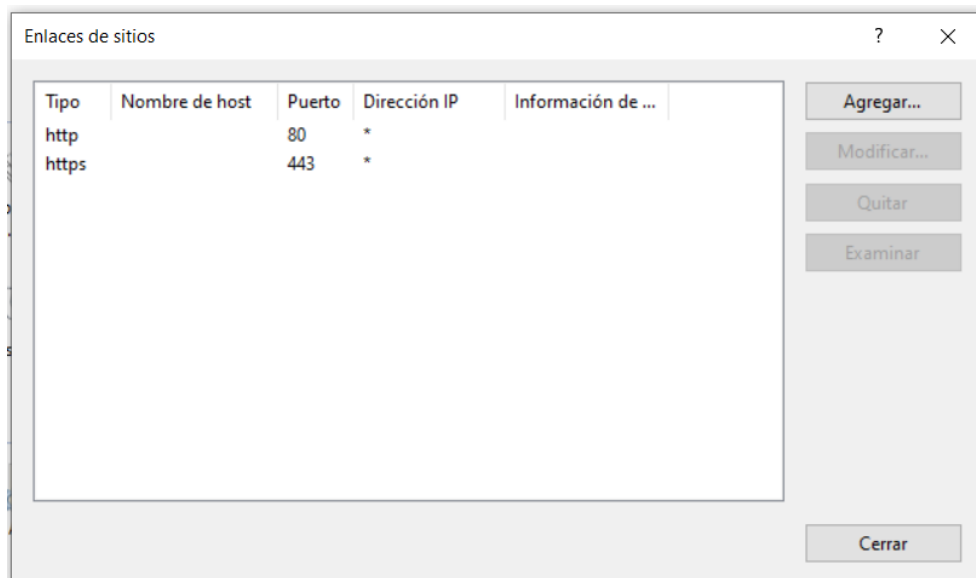 Enlaces de sitios ?
Tipo Nombre de host Puerto Dirección IP Información de ...
http 80 *
https 443 *
Agregar...
Modificar...
Quitar
Examinar
Cerrar